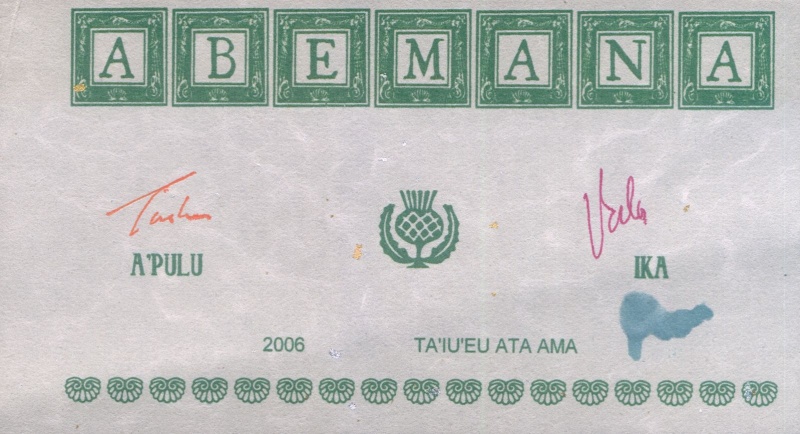 ABEMANA
A'PULU
IKA
2006 TA'IU'EU ATA AMA